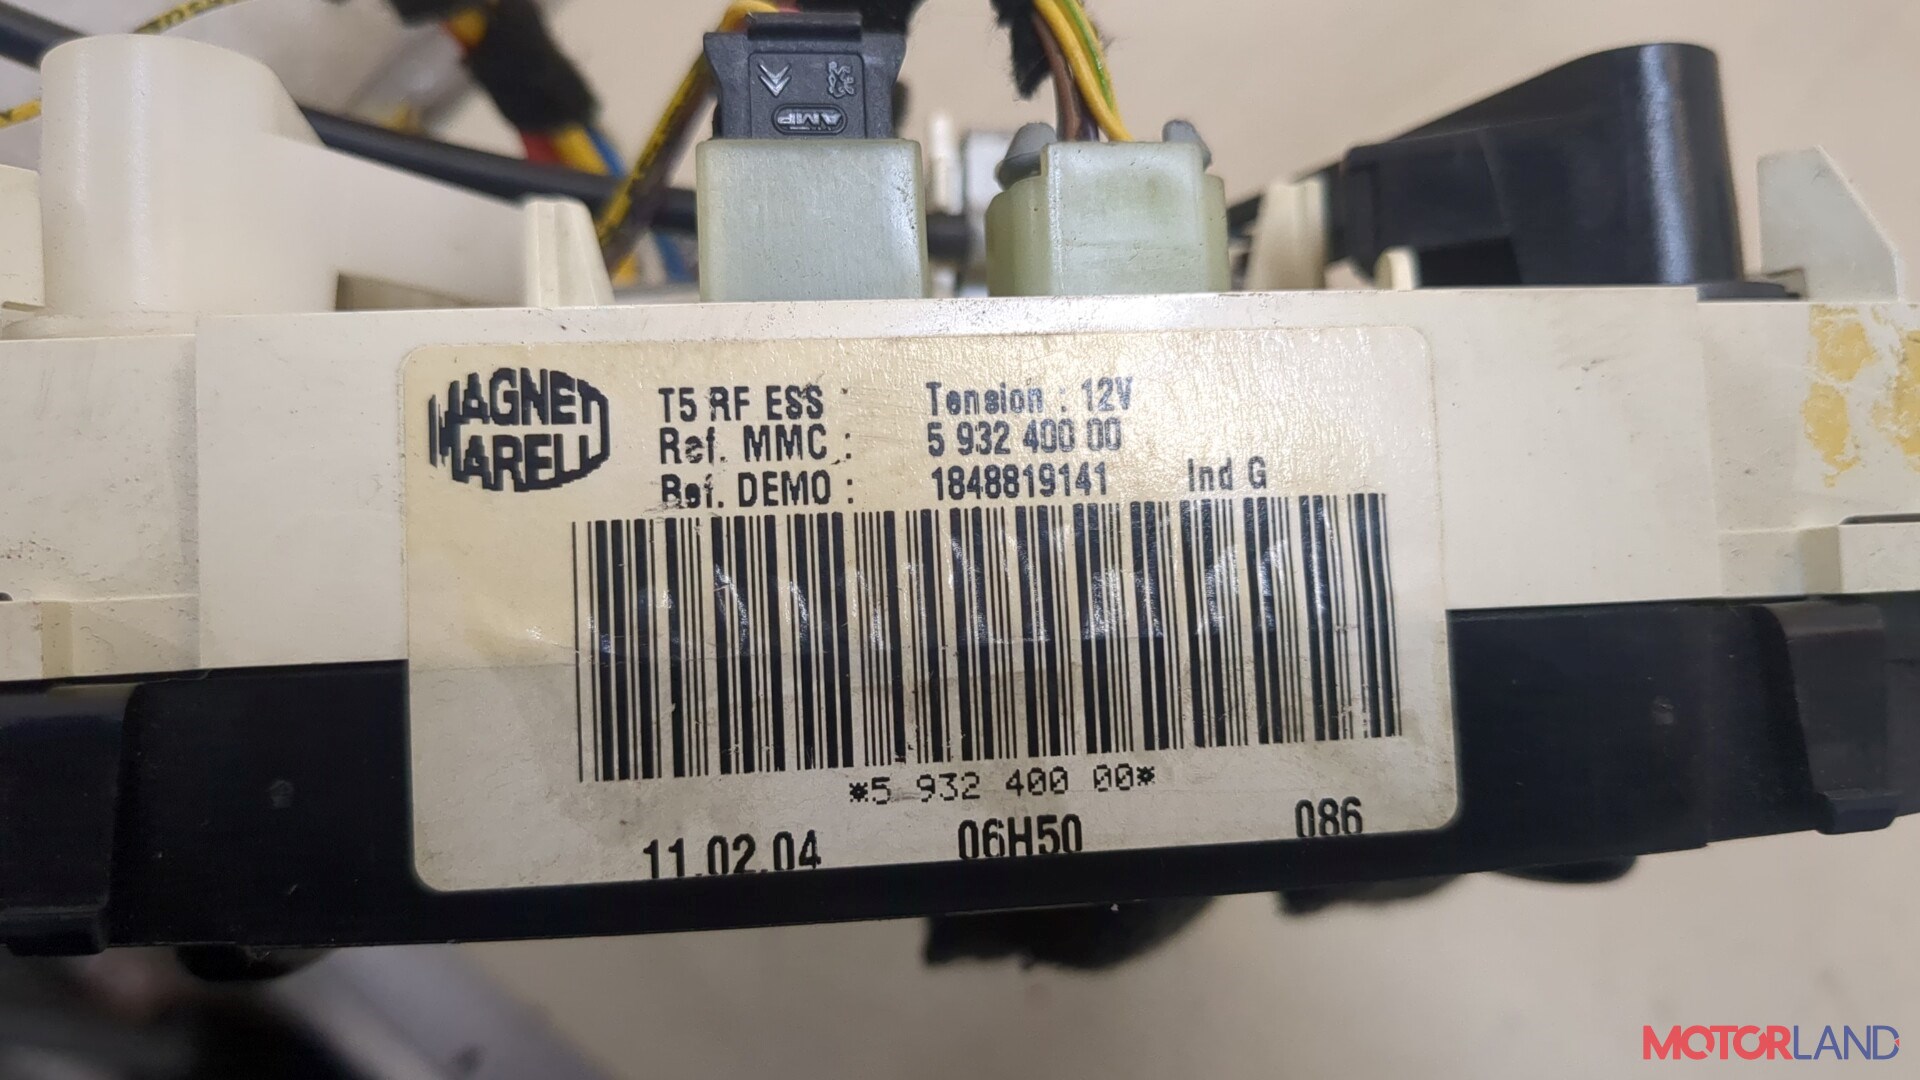 AMP
MAGNETI
MARELLI
T5 RF ESS : Tension : 12V
Ref. MMC : 5 932 400 00
Ref. DEMO : 1848819141 Ind G
*5 932 400 00*
11.02.04 06H50 086
MOTORLAND